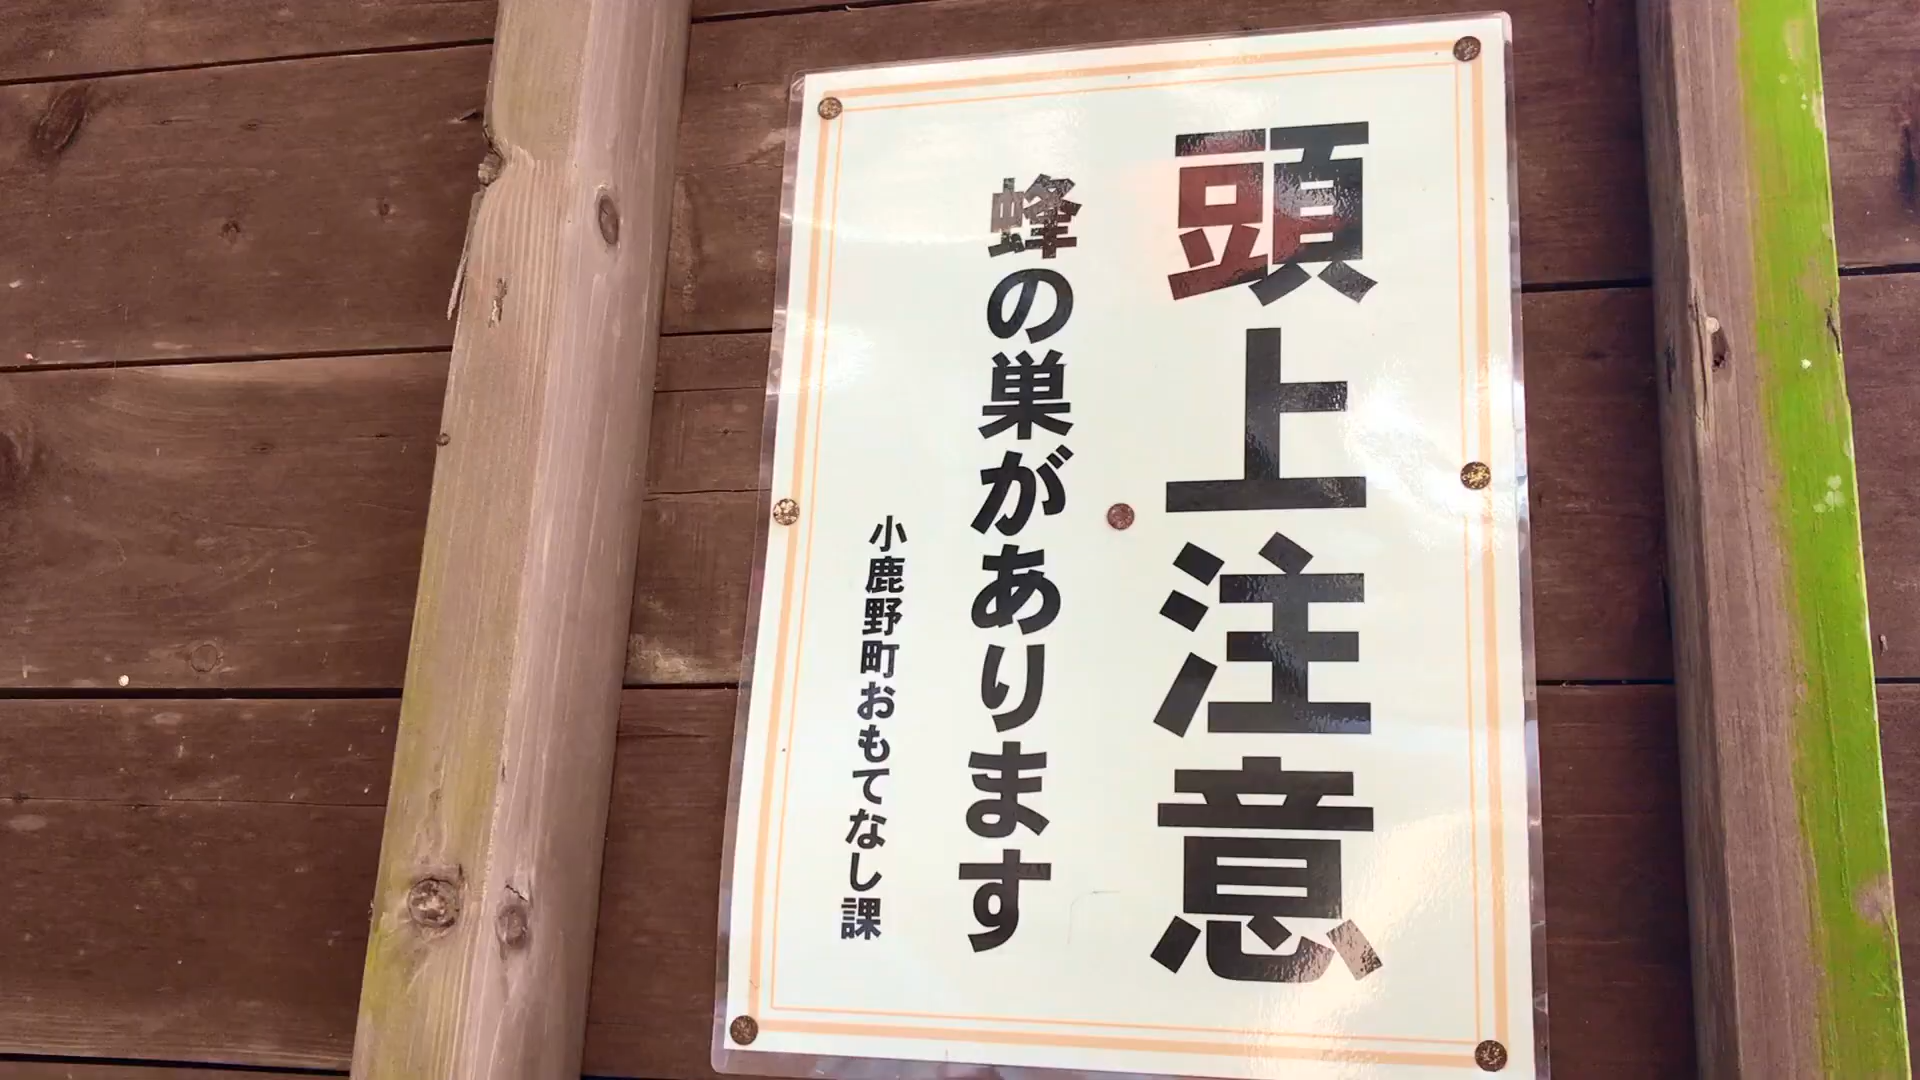 頭上注意
蜂の巣があります
小鹿野町おもてなし課